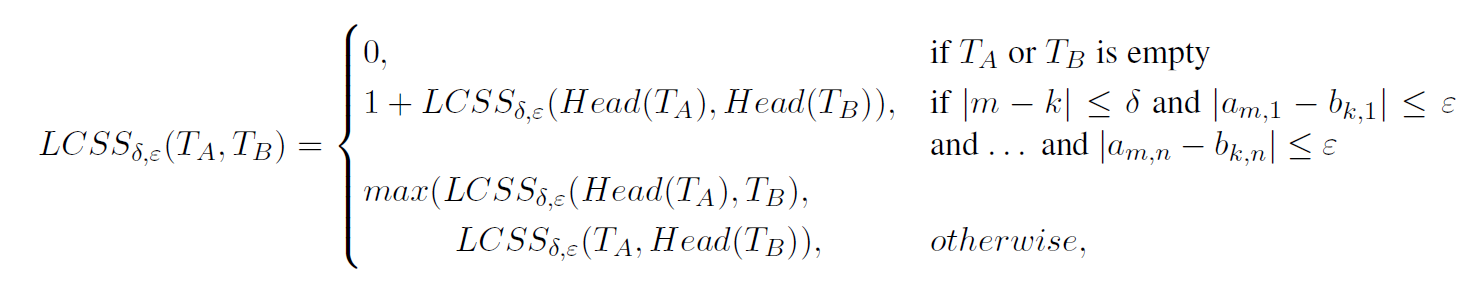 0, if T_A or T_B is empty
1 + LCSS_{δ,ε}(Head(T_A), Head(T_B)), if |m − k| ≤ δ and |a_{m,1} − b_{k,1}| ≤ ε
LCSS_{δ,ε}(T_A, T_B) = { and … and |a_{m,n} − b_{k,n}| ≤ ε
max(LCSS_{δ,ε}(Head(T_A), T_B),
LCSS_{δ,ε}(T_A, Head(T_B)), otherwise,